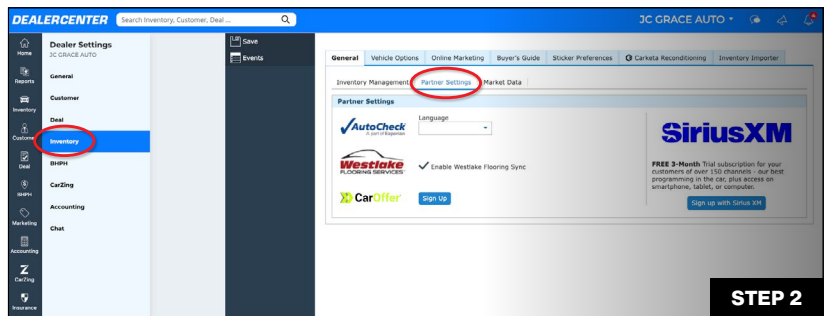 DEALERCENTER
Search Inventory, Customer, Deal ...
JC GRACE AUTO
Home
Reports
Inventory
Customer
Deal
BHPH
Marketing
Accounting
CarZing
Insurance
Dealer Settings
JC GRACE AUTO
General
Customer
Deal
Inventory
BHPH
CarZing
Accounting
Chat
Save
Events
General Vehicle Options Online Marketing Buyer's Guide Sticker Preferences Carketa Reconditioning Inventory Importer
Inventory Management Partner Settings Market Data
Partner Settings
AutoCheck
a part of Experian
Language
Westlake
FLOORING SERVICES
Enable Westlake Flooring Sync
CarOffer
Sign Up
SiriusXM
FREE 3-Month Trial subscription for your
customers of over 150 channels - our best
programming in the car, plus access on
smartphone, tablet, or computer.
Sign up with Sirius XM
STEP 2